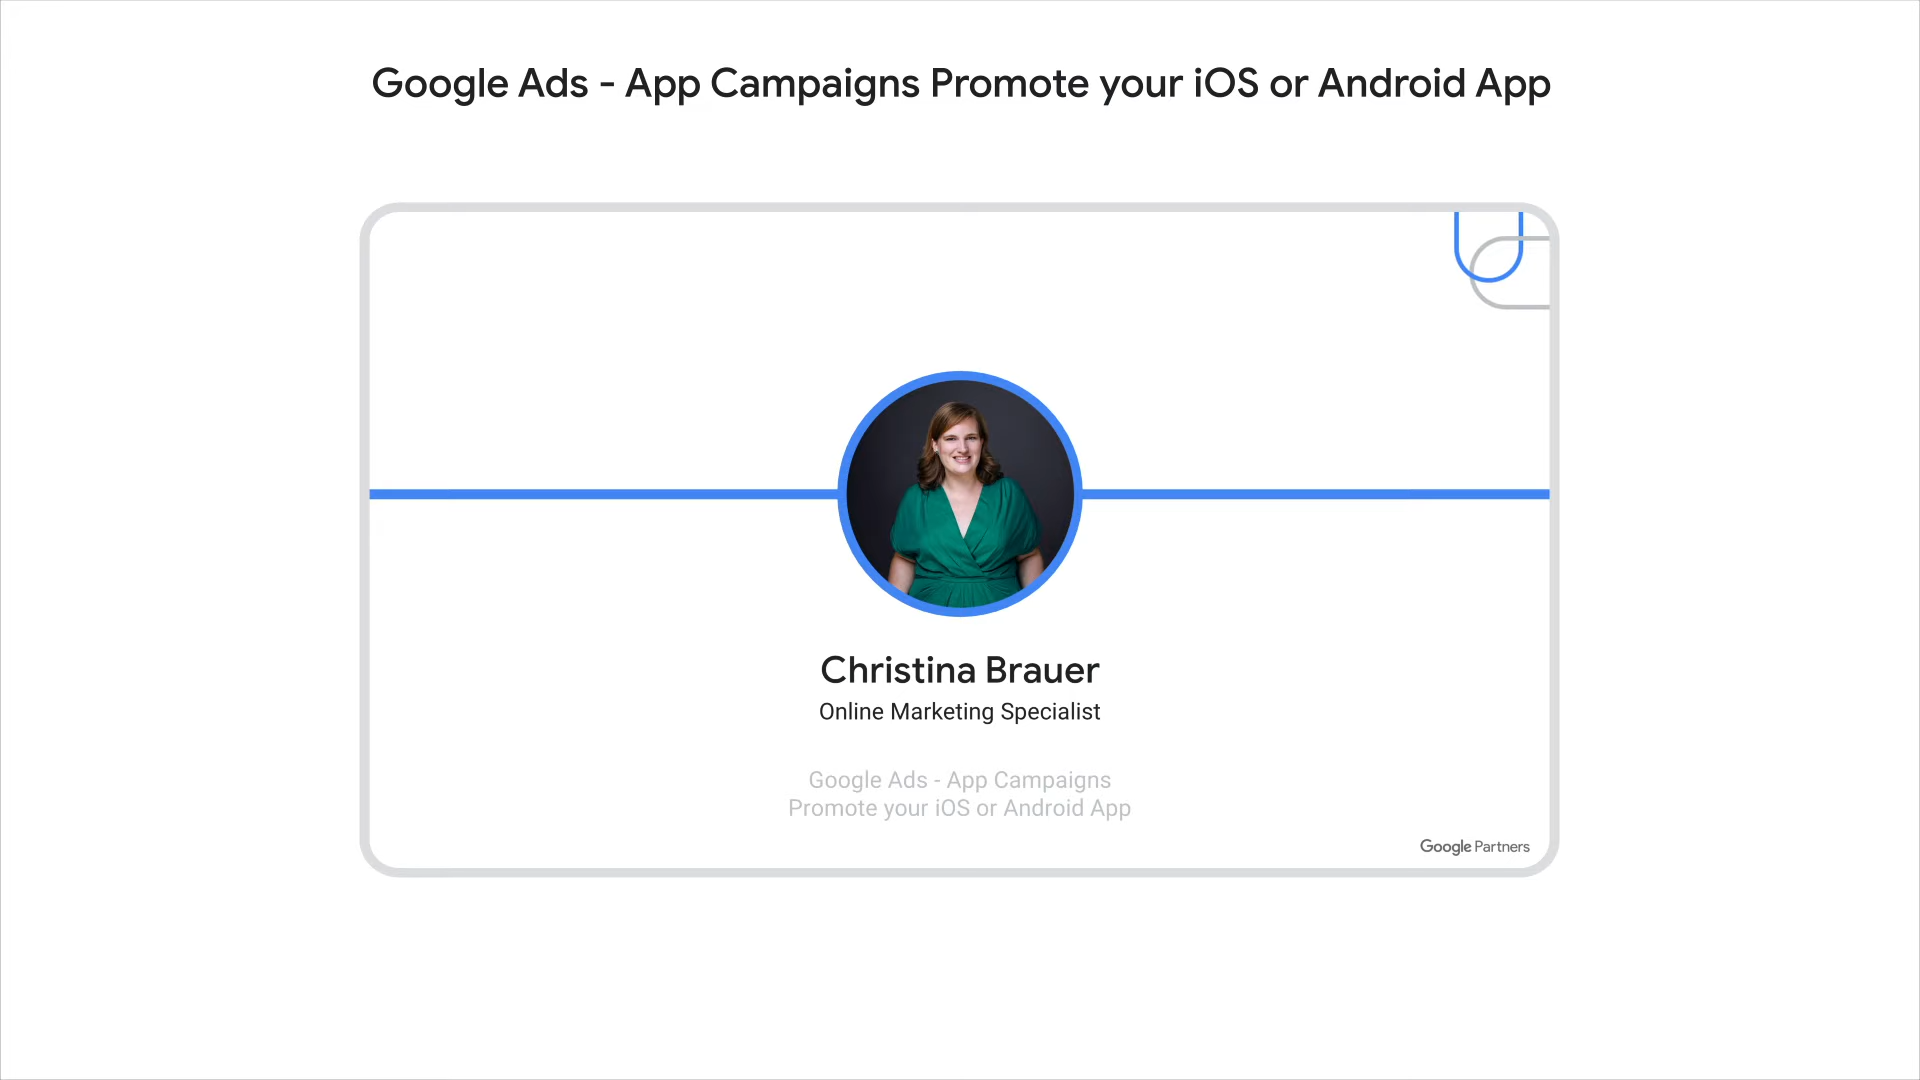 Google Ads - App Campaigns Promote your iOS or Android App
Christina Brauer
Online Marketing Specialist
Google Ads - App Campaigns
Promote your iOS or Android App
Google Partners